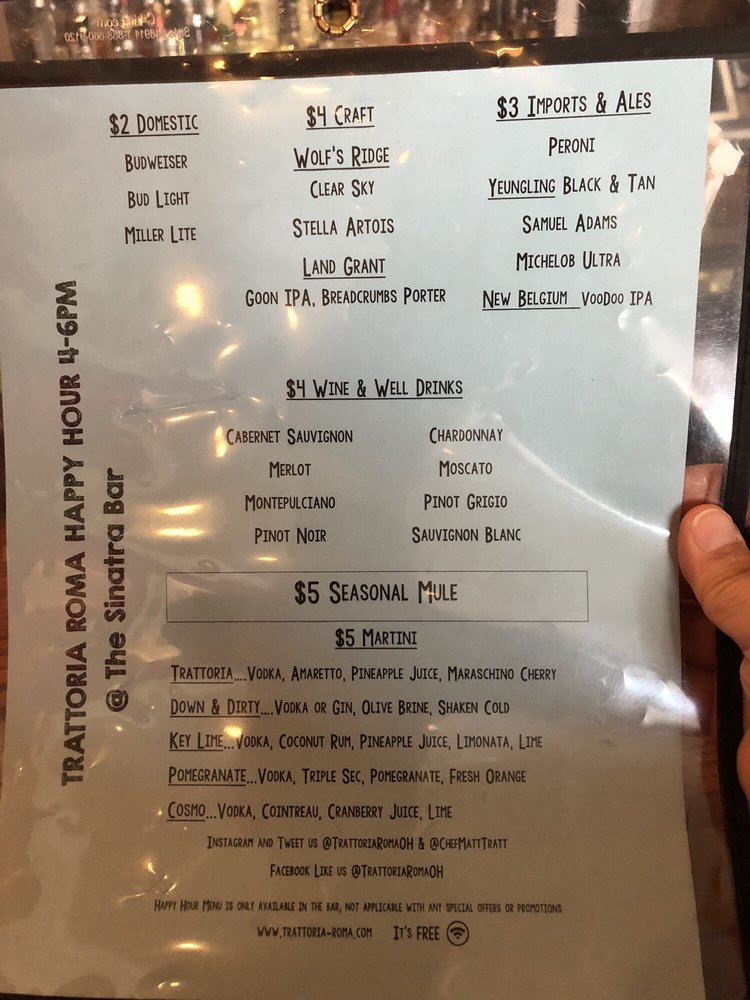 $2 Domestic
Budweiser
Bud Light
Miller Lite
$4 Craft
Wolf's Ridge
Clear Sky
Stella Artois
Land Grant
Goon IPA, Breadcrumbs Porter
$3 Imports & Ales
Peroni
Yeungling Black & Tan
Samuel Adams
Michelob Ultra
New Belgium VooDoo IPA
TRATTORIA ROMA HAPPY HOUR 4-6PM
@ The Sinatra Bar
$4 Wine & Well Drinks
Cabernet Sauvignon
Merlot
Montepulciano
Pinot Noir
Chardonnay
Moscato
Pinot Grigio
Sauvignon Blanc
$5 Seasonal Mule
$5 Martini
Trattoria....Vodka, Amaretto, Pineapple Juice, Maraschino Cherry
Down & Dirty....Vodka or Gin, Olive Brine, Shaken Cold
Key Lime...Vodka, Coconut Rum, Pineapple Juice, Limonata, Lime
Pomegranate...Vodka, Triple Sec, Pomegranate, Fresh Orange
Cosmo...Vodka, Cointreau, Cranberry Juice, Lime
Instagram and Tweet us @TrattoriaRomaOH & @ChefMattTratt
Facebook Like us @TrattoriaRomaOH
Happy Hour Menu is only available in the bar, not applicable with any special offers or promotions
www.trattoria-roma.com It's FREE